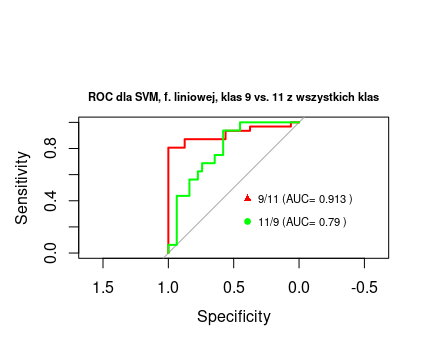 ROC dla SVM, f. liniowej, klas 9 vs. 11 z wszystkich klas
Sensitivity
0.8
0.4
0.0
9/11 (AUC= 0.913 )
11/9 (AUC= 0.79 )
1.5 1.0 0.5 0.0 -0.5
Specificity